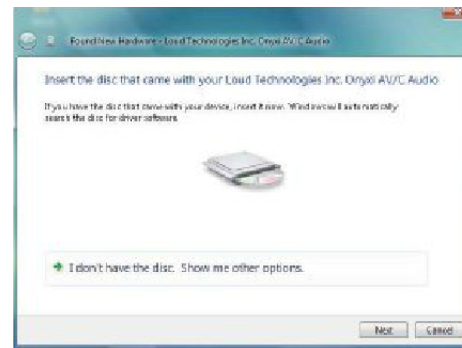 Found New Hardware - Loud Technologies Inc. Onyxi AV/C Audio
Insert the disc that came with your Loud Technologies Inc. Onyxi AV/C Audio
If you have the disc that came with your device, insert it now. Windows will automatically
search the disc for driver software.
I don't have the disc. Show me other options.
Next Cancel